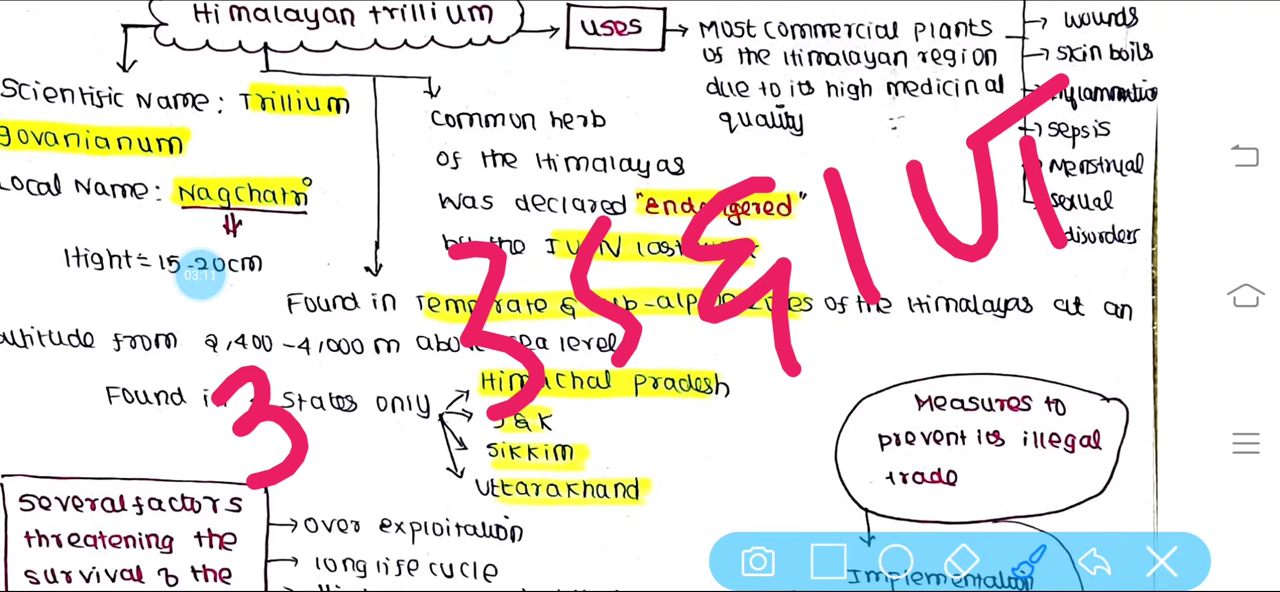 Himalayan trillium
uses
Most commercial plants
of the Himalayan region
due to its high medicinal
quality
wounds
skin boils
sepsis
Menstrual
sexual
disorders
Scientific Name: Trillium
govanianum
Local Name: Nagchatri
Hight = 15-20cm
03:11
common herb
of the Himalayas
was declared "endangered"
the IUCN last
Found in Temperate & sub-alpine of the Himalayas at an
altitude from 2,400 - 4,000 m above sea level
Found in states only
Himachal pradesh
J&K
Sikkim
Uttarakhand
Measures to
prevent its illegal
trade
Implementation
Several factors
threatening the
survival of the
over exploitation
long life cycle
3